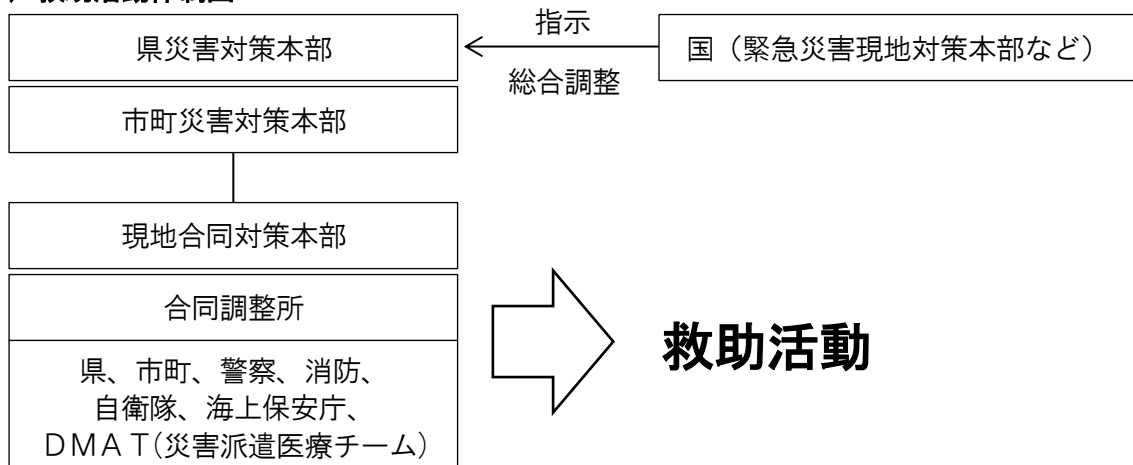 県災害対策本部
指示
総合調整
国（緊急災害現地対策本部など）
市町災害対策本部
現地合同対策本部
合同調整所
県、市町、警察、消防、
自衛隊、海上保安庁、
ＤＭＡＴ(災害派遣医療チーム)
救助活動